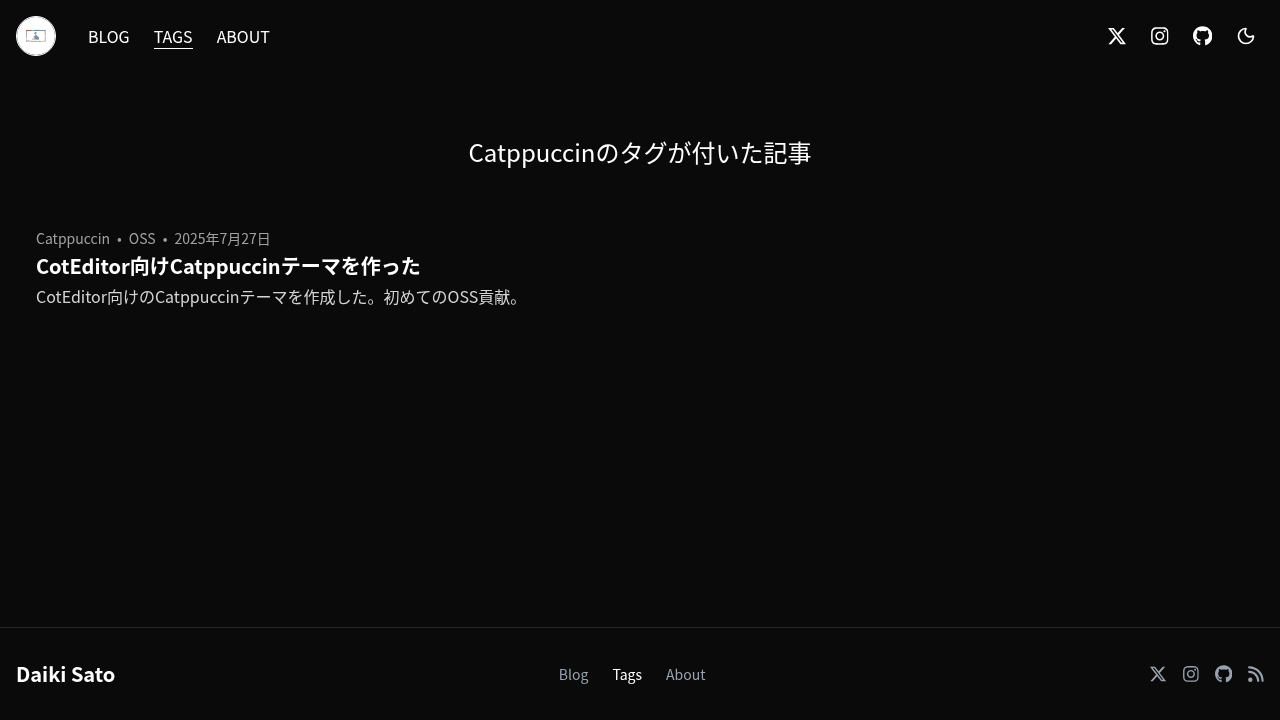 BLOG TAGS ABOUT
Catppuccinのタグが付いた記事
Catppuccin • OSS • 2025年7月27日
CotEditor向けCatppuccinテーマを作った
CotEditor向けのCatppuccinテーマを作成した。初めてのOSS貢献。
Daiki Sato
Blog Tags About